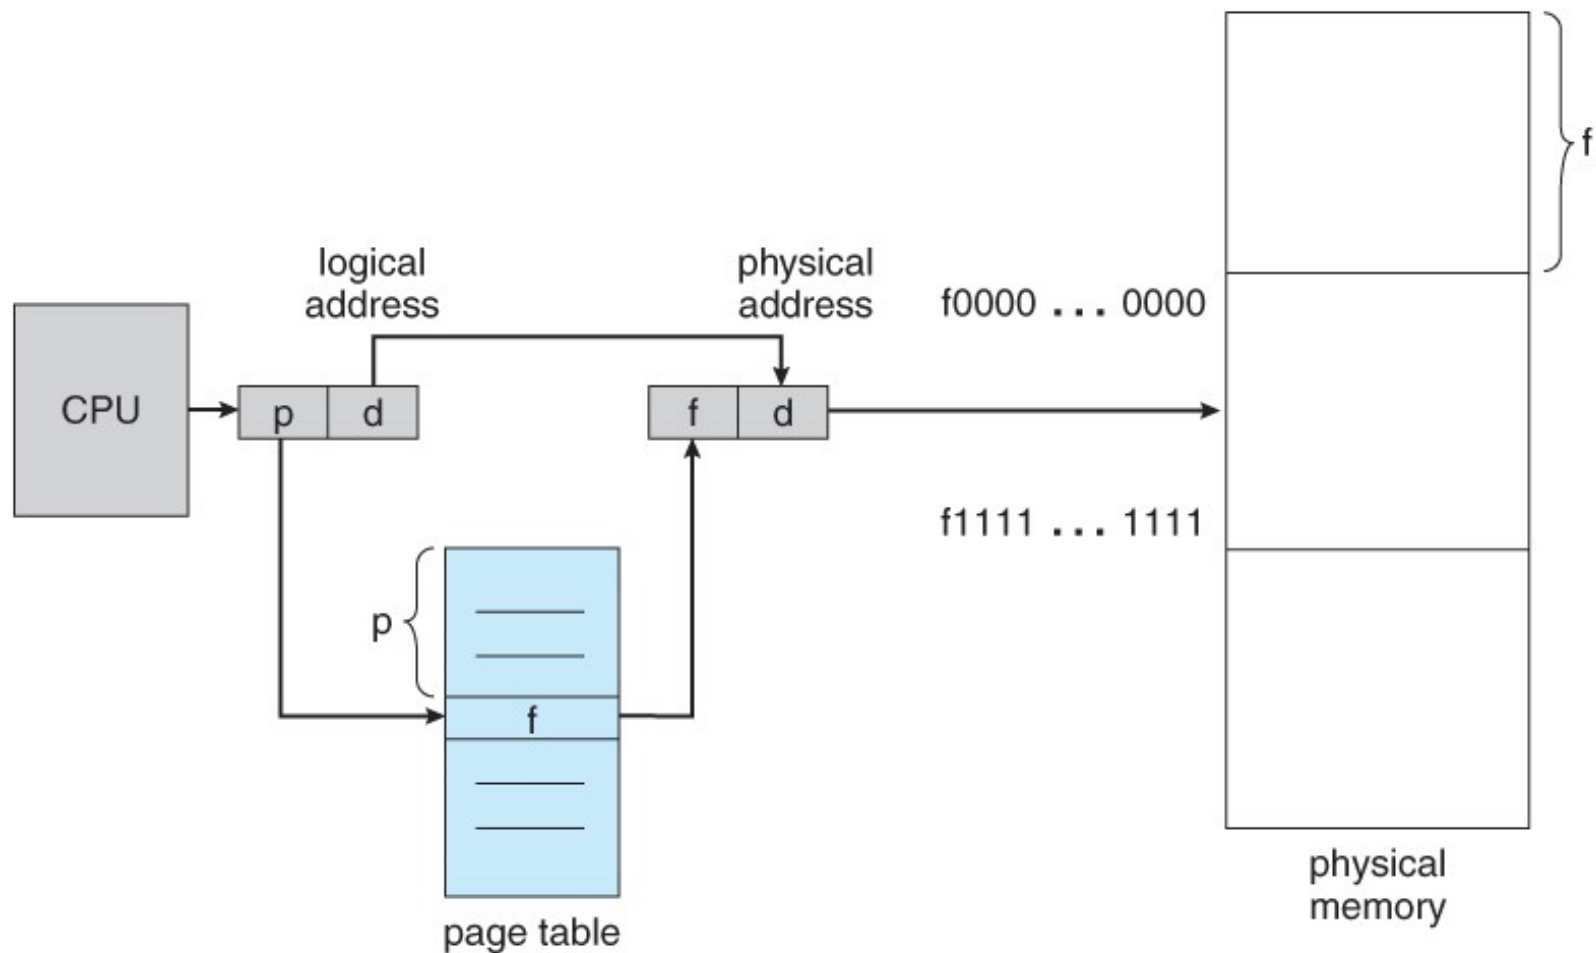 f
logical
address
physical
address
f0000 ... 0000
CPU
p
d
f
d
f1111 ... 1111
p
f
page table
physical
memory